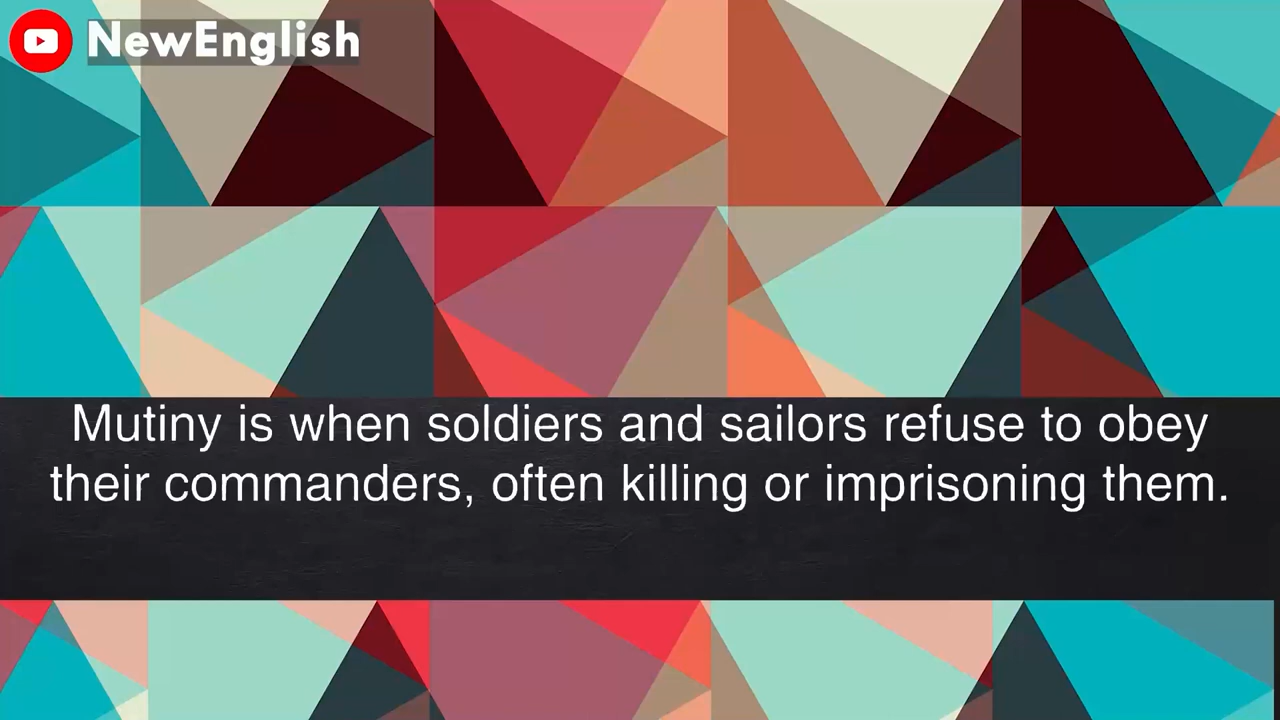 NewEnglish
Mutiny is when soldiers and sailors refuse to obey
their commanders, often killing or imprisoning them.